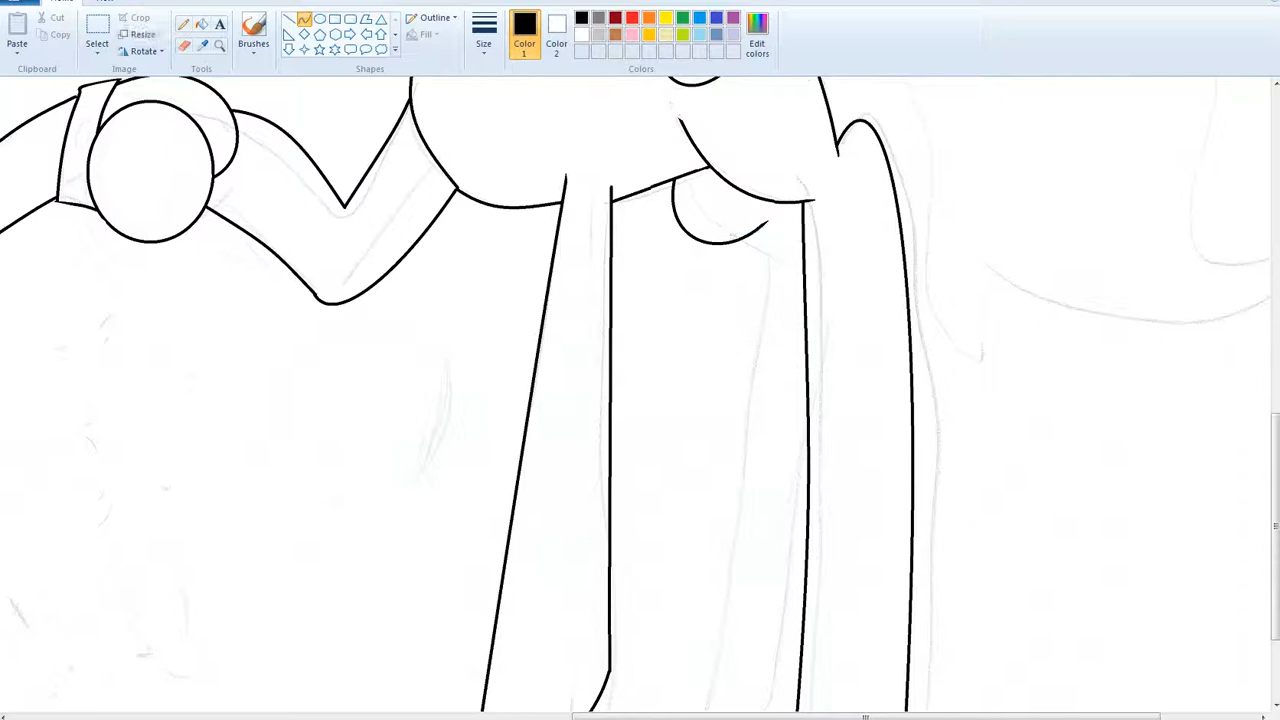 Paste
Cut
Copy
Clipboard
Select
Crop
Resize
Rotate
Image
A
Tools
Brushes
Outline
Fill
Shapes
Size
Color
1
Color
2
Edit
colors
Colors